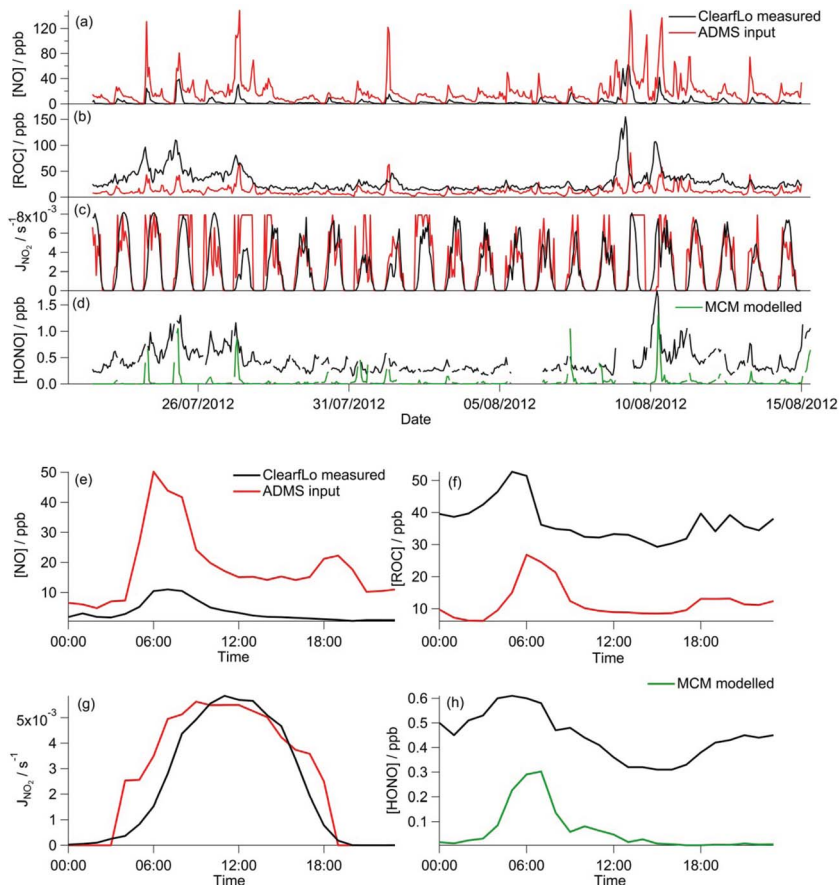 (a)
ClearfLo measured
ADMS input
[NO] / ppb
120
80
40
0
(b)
[ROC] / ppb
150
100
50
0
(c)
J_NO₂ / s⁻¹
8x10⁻³
6
4
2
0
(d)
MCM modelled
[HONO] / ppb
1.5
1.0
0.5
0.0
26/07/2012 31/07/2012 05/08/2012 10/08/2012 15/08/2012
Date
(e)
ClearfLo measured
ADMS input
[NO] / ppb
50
40
30
20
10
00:00 06:00 12:00 18:00
Time
(f)
[ROC] / ppb
50
40
30
20
10
00:00 06:00 12:00 18:00
Time
(g)
J_NO₂ / s⁻¹
5x10⁻³
4
3
2
1
0
00:00 06:00 12:00 18:00
Time
(h)
MCM modelled
[HONO] / ppb
0.6
0.5
0.4
0.3
0.2
0.1
00:00 06:00 12:00 18:00
Time